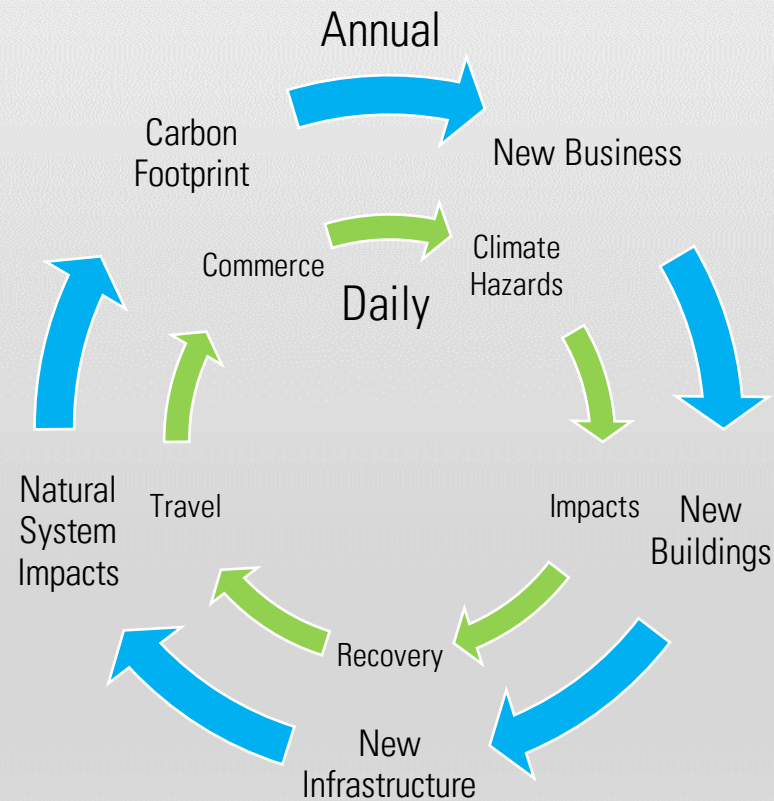 Annual
Carbon
Footprint
New Business
Commerce
Climate
Hazards
Daily
Natural
System
Impacts
Travel
Impacts
New
Buildings
Recovery
New
Infrastructure